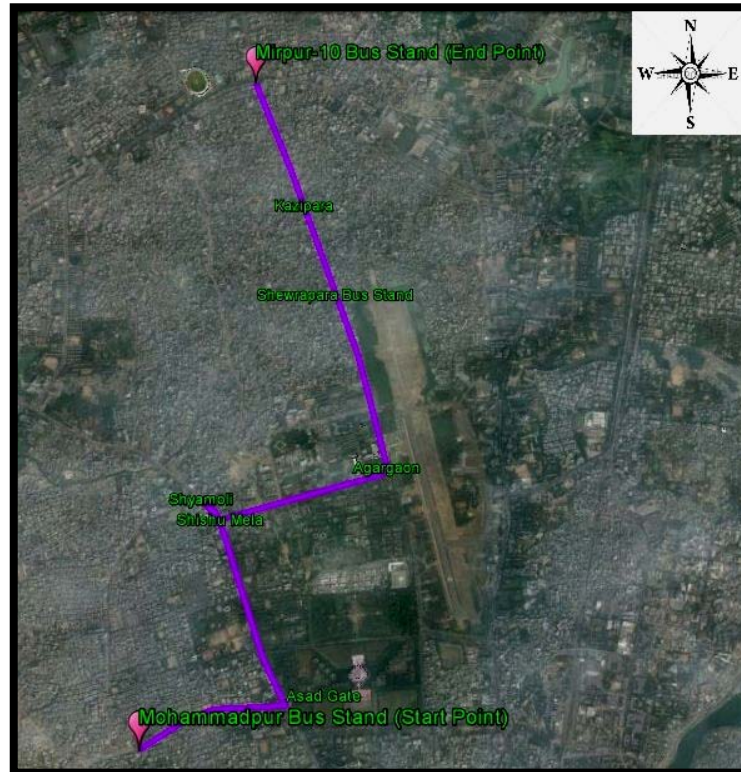 Mirpur-10 Bus Stand (End Point)
N
W E
S
Kazipara
Shewrapara Bus Stand
Agargaon
Shyamoli
Shishu Mela
Asad Gate
Mohammadpur Bus Stand (Start Point)